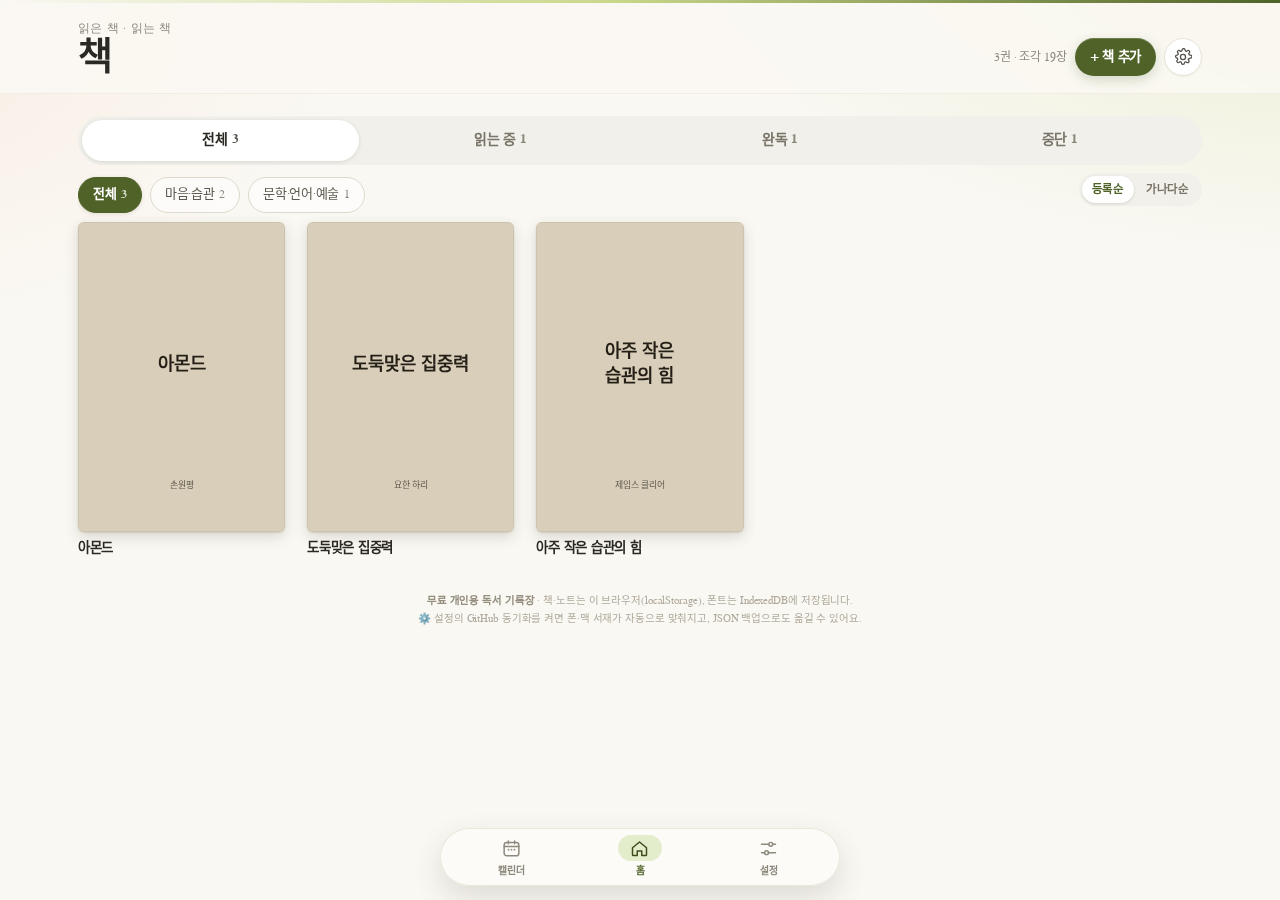 읽은 책 · 읽는 책
책
3권 · 조각 19장
+ 책 추가
전체 3
읽는 중 1
완독 1
중단 1
전체 3
마음·습관 2
문학·언어·예술 1
등록순
가나다순
아몬드
손원평
도둑맞은 집중력
요한 하리
아주 작은
습관의 힘
제임스 클리어
아몬드
도둑맞은 집중력
아주 작은 습관의 힘
무료 개인용 독서 기록장 · 책·노트는 이 브라우저(localStorage), 폰트는 IndexedDB에 저장됩니다.
⚙️ 설정의 GitHub 동기화를 켜면 폰·맥 서재가 자동으로 맞춰지고, JSON 백업으로도 옮길 수 있어요.
캘린더
홈
설정